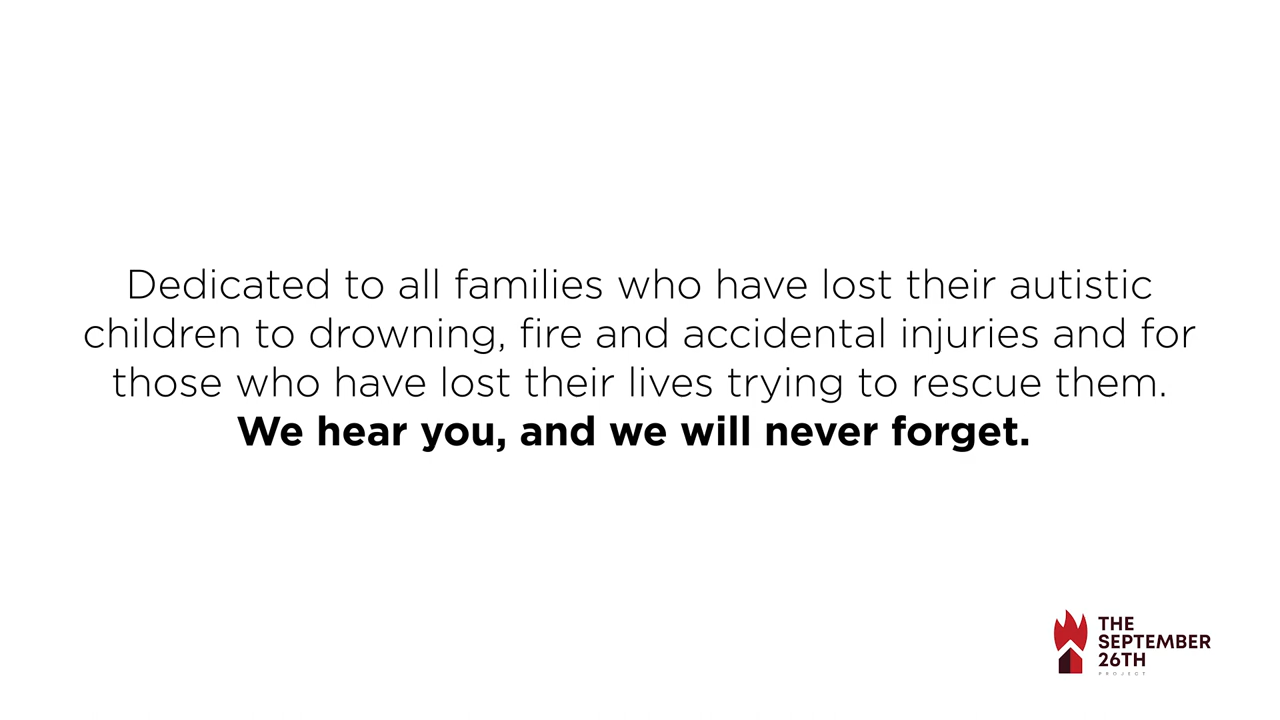 Dedicated to all families who have lost their autistic
children to drowning, fire and accidental injuries and for
those who have lost their lives trying to rescue them.
We hear you, and we will never forget.
THE
SEPTEMBER
26TH
PROJECT